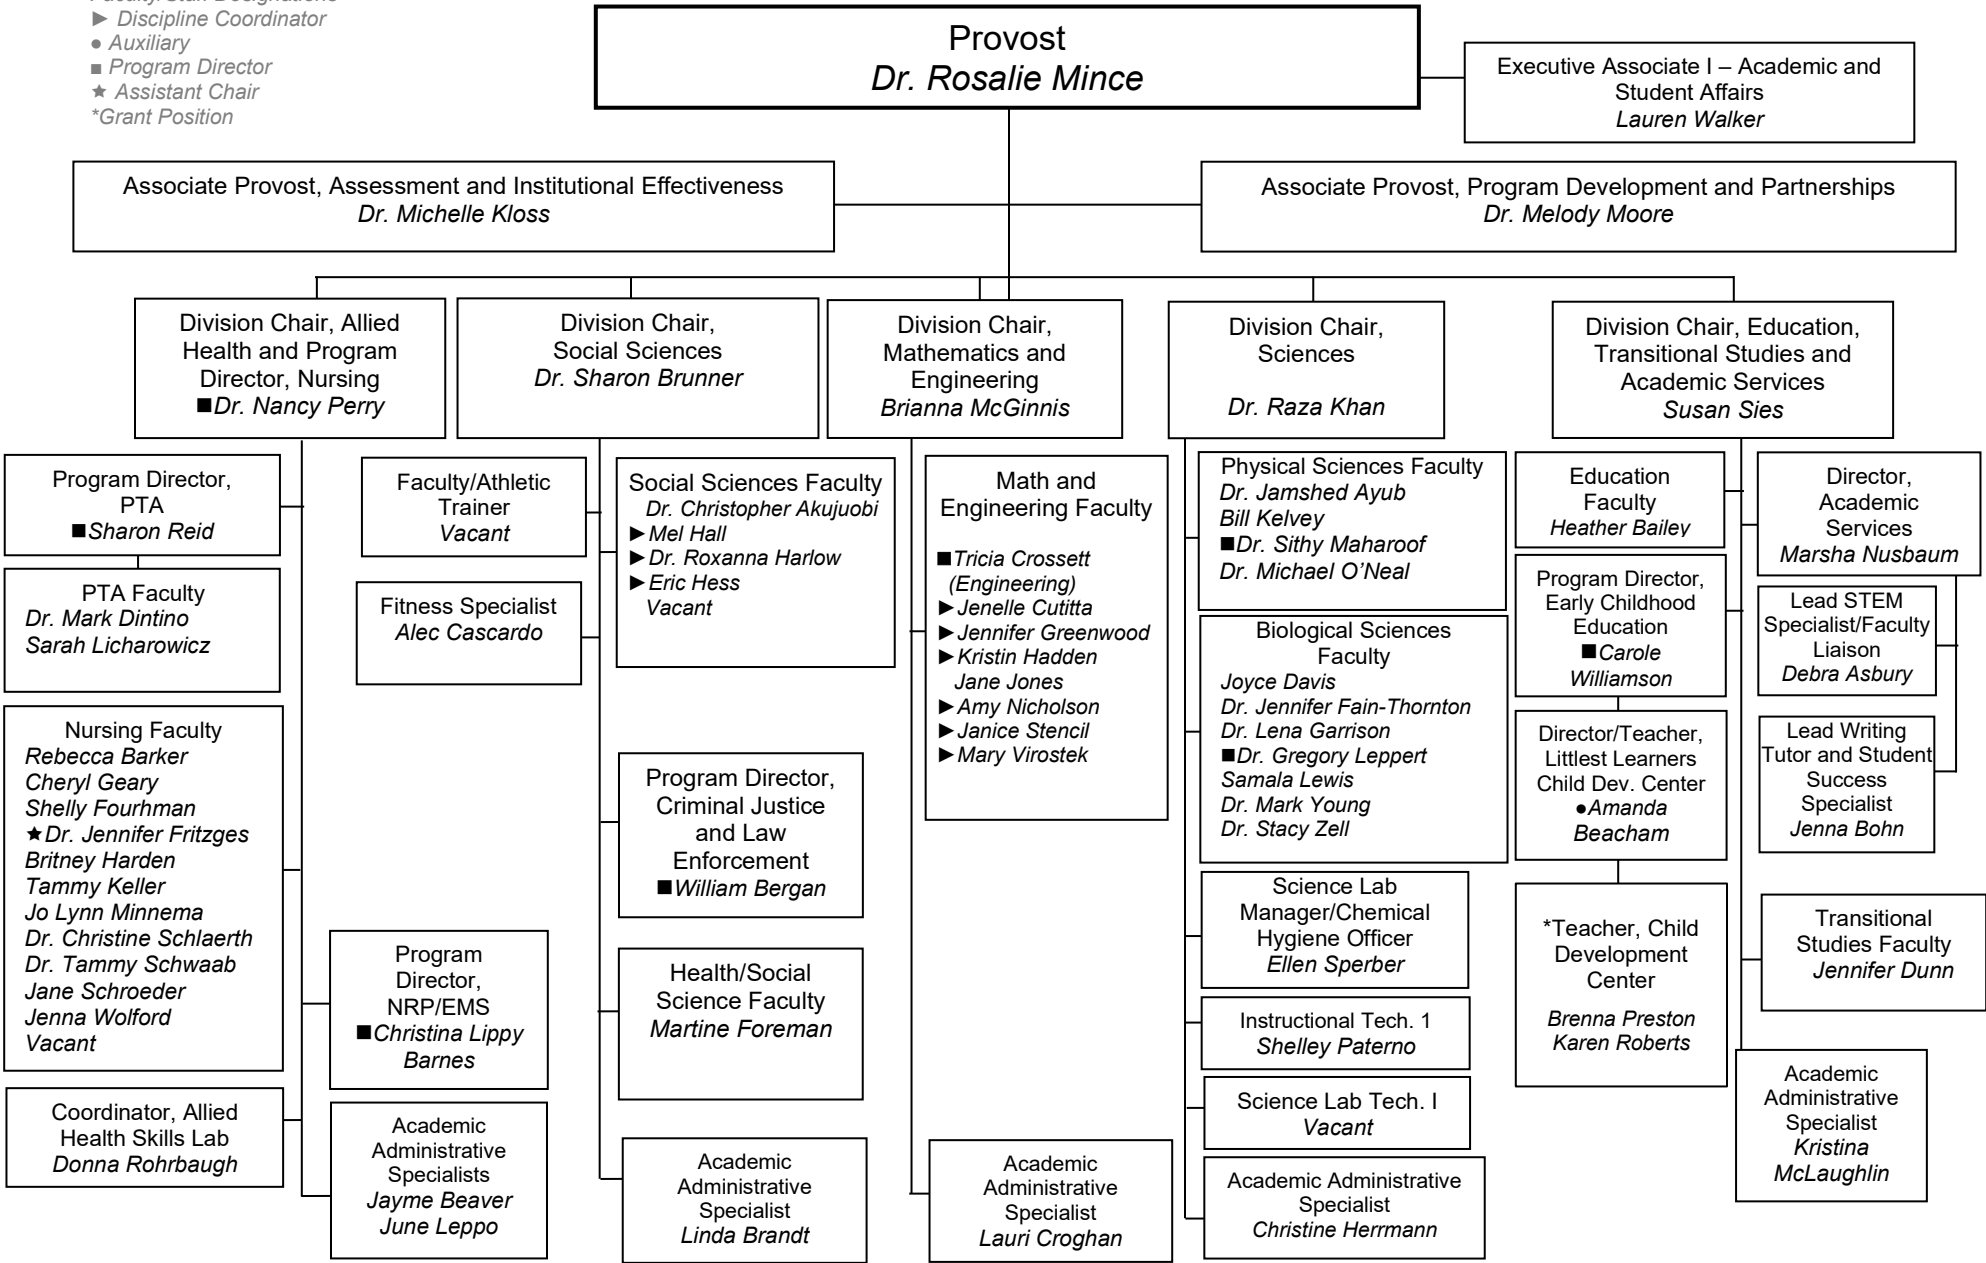 Faculty/Staff Designations
► Discipline Coordinator
● Auxiliary
■ Program Director
★ Assistant Chair
*Grant Position
Provost
Dr. Rosalie Mince
Executive Associate I – Academic and
Student Affairs
Lauren Walker
Associate Provost, Assessment and Institutional Effectiveness
Dr. Michelle Kloss
Associate Provost, Program Development and Partnerships
Dr. Melody Moore
Division Chair, Allied
Health and Program
Director, Nursing
■Dr. Nancy Perry
Division Chair,
Social Sciences
Dr. Sharon Brunner
Division Chair,
Mathematics and
Engineering
Brianna McGinnis
Division Chair,
Sciences
Dr. Raza Khan
Division Chair, Education,
Transitional Studies and
Academic Services
Susan Sies
Program Director,
PTA
■Sharon Reid
PTA Faculty
Dr. Mark Dintino
Sarah Licharowicz
Nursing Faculty
Rebecca Barker
Cheryl Geary
Shelly Fourhman
★Dr. Jennifer Fritzges
Britney Harden
Tammy Keller
Jo Lynn Minnema
Dr. Christine Schlaerth
Dr. Tammy Schwaab
Jane Schroeder
Jenna Wolford
Vacant
Coordinator, Allied
Health Skills Lab
Donna Rohrbaugh
Program
Director,
NRP/EMS
■Christina Lippy
Barnes
Academic
Administrative
Specialists
Jayme Beaver
June Leppo
Faculty/Athletic
Trainer
Vacant
Fitness Specialist
Alec Cascardo
Social Sciences Faculty
Dr. Christopher Akujuobi
►Mel Hall
►Dr. Roxanna Harlow
►Eric Hess
Vacant
Program Director,
Criminal Justice
and Law
Enforcement
■William Bergan
Health/Social
Science Faculty
Martine Foreman
Academic
Administrative
Specialist
Linda Brandt
Math and
Engineering Faculty
■Tricia Crossett
(Engineering)
►Jenelle Cutitta
►Jennifer Greenwood
►Kristin Hadden
Jane Jones
►Amy Nicholson
►Janice Stencil
►Mary Virostek
Academic
Administrative
Specialist
Lauri Croghan
Physical Sciences Faculty
Dr. Jamshed Ayub
Bill Kelvey
■Dr. Sithy Maharoof
Dr. Michael O’Neal
Biological Sciences
Faculty
Joyce Davis
Dr. Jennifer Fain-Thornton
Dr. Lena Garrison
■Dr. Gregory Leppert
Samala Lewis
Dr. Mark Young
Dr. Stacy Zell
Science Lab
Manager/Chemical
Hygiene Officer
Ellen Sperber
Instructional Tech. 1
Shelley Paterno
Science Lab Tech. I
Vacant
Academic Administrative
Specialist
Christine Herrmann
Education
Faculty
Heather Bailey
Program Director,
Early Childhood
Education
■Carole
Williamson
Director/Teacher,
Littlest Learners
Child Dev. Center
●Amanda
Beacham
*Teacher, Child
Development
Center
Brenna Preston
Karen Roberts
Director,
Academic
Services
Marsha Nusbaum
Lead STEM
Specialist/Faculty
Liaison
Debra Asbury
Lead Writing
Tutor and Student
Success
Specialist
Jenna Bohn
Transitional
Studies Faculty
Jennifer Dunn
Academic
Administrative
Specialist
Kristina
McLaughlin